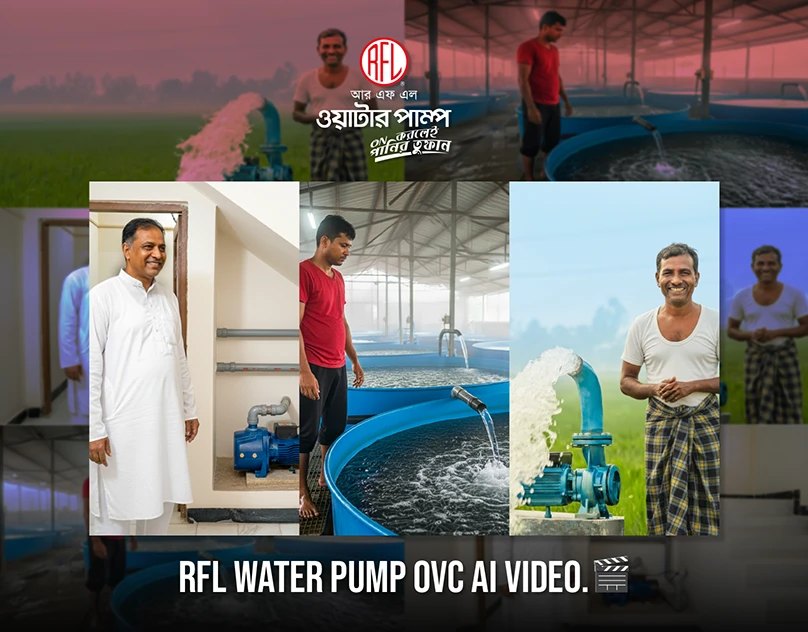 RFL
আর এফ এল
ওয়াটার পাম্প
ON করলেই
পানির তুফান
RFL WATER PUMP OVC AI VIDEO.